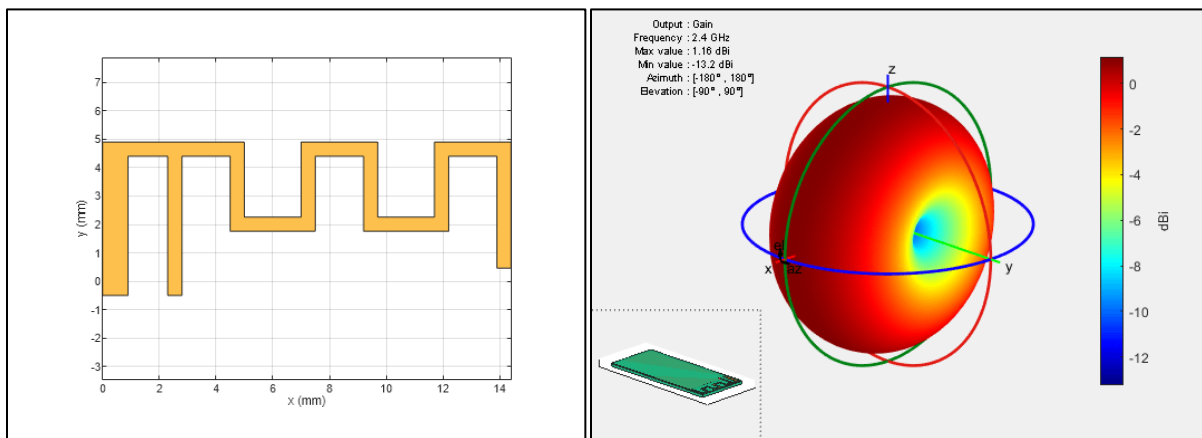 7
6
5
4
3
2
1
0
-1
-2
-3
y (mm)
0
2
4
6
8
10
12
14
x (mm)
Output : Gain
Frequency : 2.4 GHz
Max value : 1.16 dBi
Min value : -13.2 dBi
Azimuth : [-180° , 180°]
Elevation : [-90° , 90°]
z
x
az
y
0
-2
-4
-6
-8
-10
-12
dBi